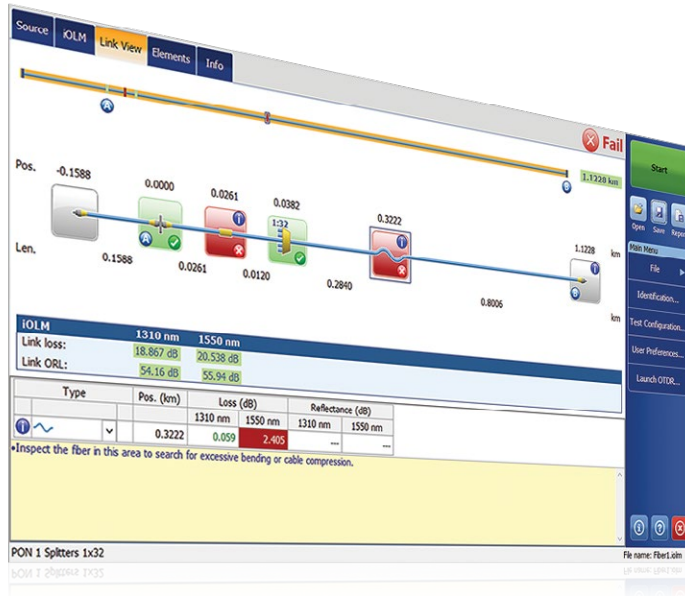 Source iOLM Link View Elements Info
Fail
A
B
1.1228 km
Start
Open Save Repor
Main Menu
File
Identification...
Test Configuration...
User Preferences...
Launch OTDR...
Pos. -0.1588 0.0000 0.0261 0.0382 0.3222 1.1228 km
1:32
A
B
Len. 0.1588 0.0261 0.0120 0.2840 0.8006 km
iOLM 1310 nm 1550 nm
Link loss: 18.867 dB 20.538 dB
Link ORL: 54.16 dB 55.94 dB
Type Pos. (km) Loss (dB) Reflectance (dB)
1310 nm 1550 nm 1310 nm 1550 nm
0.3222 0.059 2.405 --- ---
•Inspect the fiber in this area to search for excessive bending or cable compression.
PON 1 Splitters 1x32
File name: Fiber1.iolm